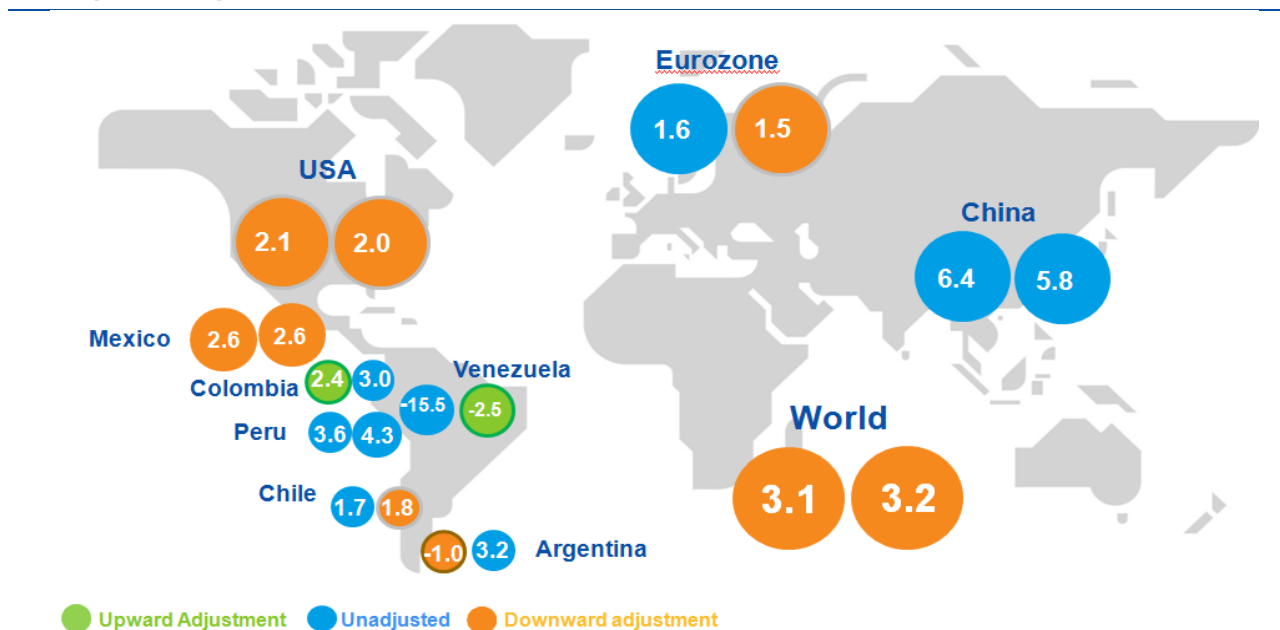 Eurozone
1.6 1.5
USA
2.1 2.0
China
6.4 5.8
Mexico 2.6 2.6
Colombia 2.4 3.0
Venezuela
-15.5 -2.5
Peru 3.6 4.3
World
3.1 3.2
Chile 1.7 1.8
-1.0 3.2 Argentina
Upward Adjustment Unadjusted Downward adjustment